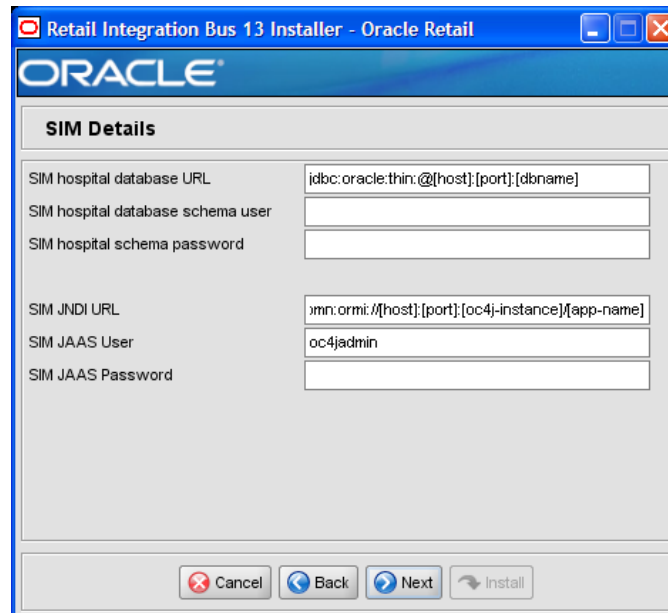 Retail Integration Bus 13 Installer - Oracle Retail
ORACLE®
SIM Details
SIM hospital database URL jdbc:oracle:thin:@[host]:[port]:[dbname]
SIM hospital database schema user
SIM hospital schema password
SIM JNDI URL mn:ormi://[host]:[port]:[oc4j-instance]/[app-name]
SIM JAAS User oc4jadmin
SIM JAAS Password
Cancel Back Next Install